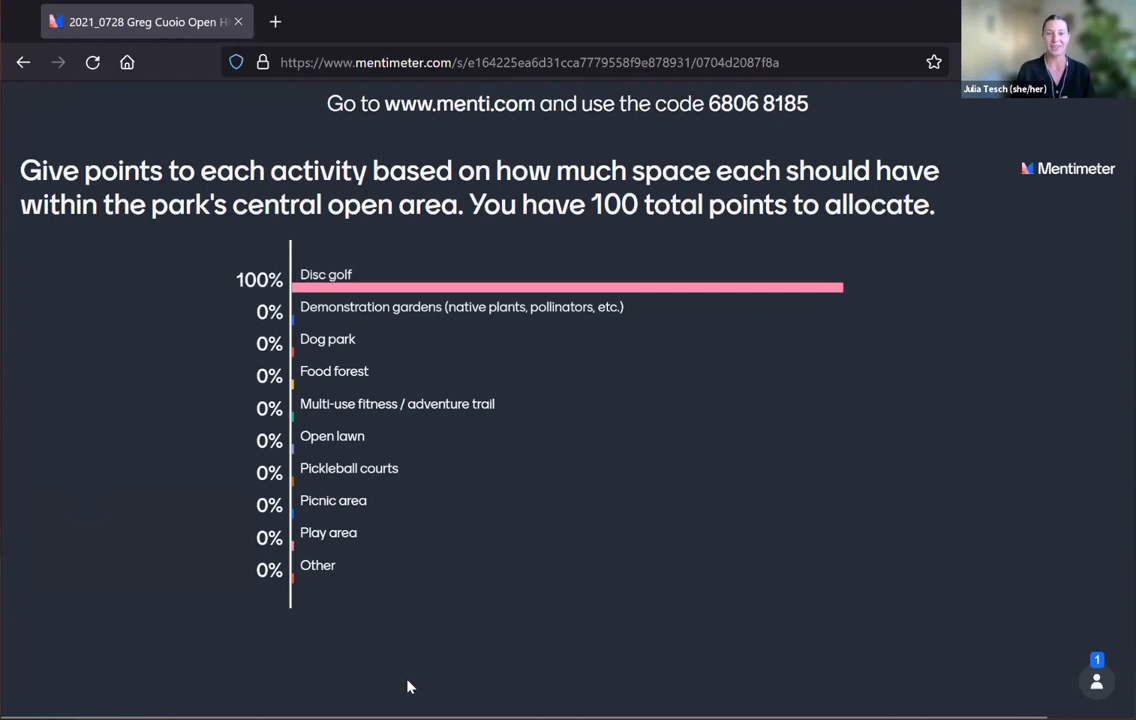 2021_0728 Greg Cuoio Open H
https://www.mentimeter.com/s/e164225ea6d31cca7779558f9e878931/0704d2087f8a
Julia Tesch (she/her)
Go to www.menti.com and use the code 6806 8185
Give points to each activity based on how much space each should have
within the park's central open area. You have 100 total points to allocate.
Mentimeter
100% Disc golf
0% Demonstration gardens (native plants, pollinators, etc.)
0% Dog park
0% Food forest
0% Multi-use fitness / adventure trail
0% Open lawn
0% Pickleball courts
0% Picnic area
0% Play area
0% Other
1